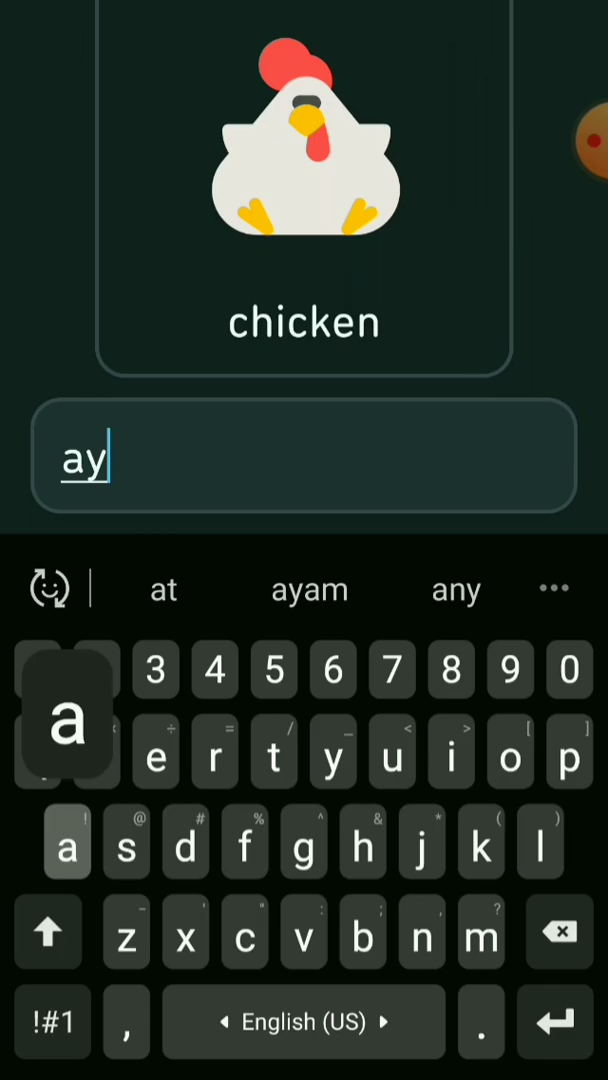 chicken
ay
at ayam any •••
3 4 5 6 7 8 9 0
a
÷ = / _ < > [ ]
e r t y u i o p
! @ # % ^ & * ( )
a s d f g h j k l
- ' " : ; , ?
z x c v b n m
!#1 , English (US) .